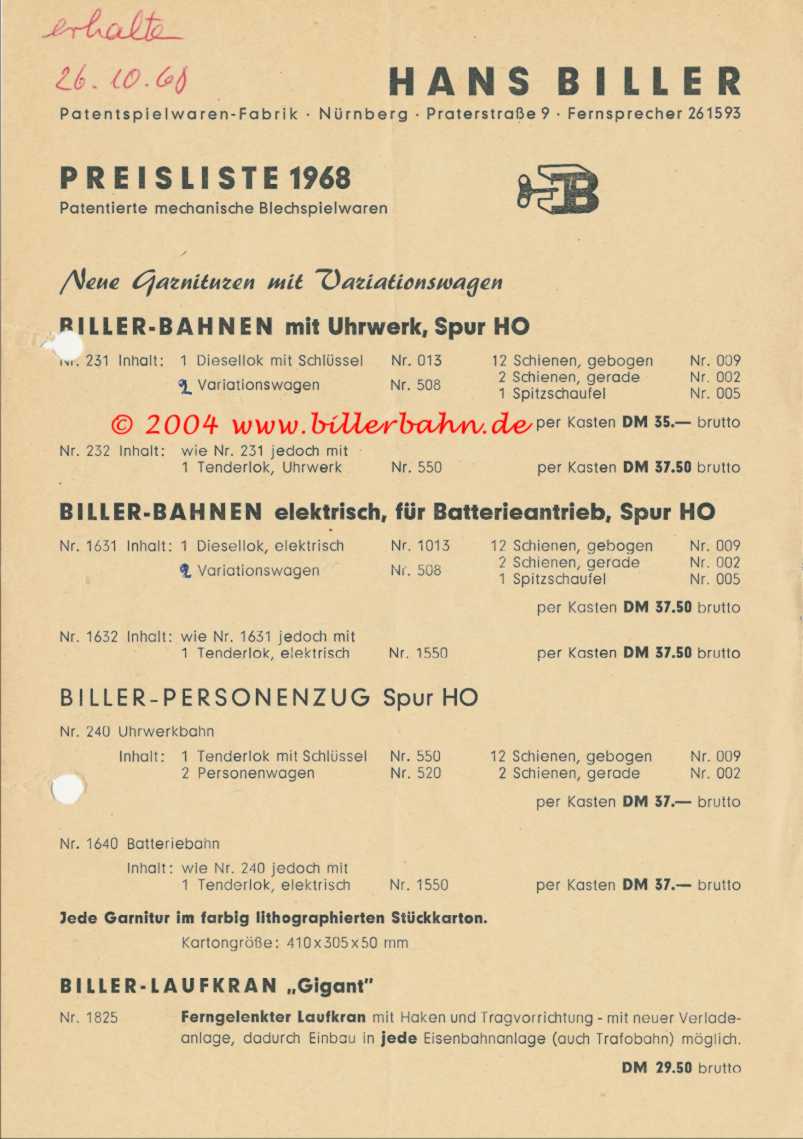 erhalte
26.10.68
HANS BILLER
Patentspielwaren-Fabrik · Nürnberg · Praterstraße 9 · Fernsprecher 261593
PREISLISTE 1968
Patentierte mechanische Blechspielwaren
B
Neue Garnituren mit Variationswagen
BILLER-BAHNEN mit Uhrwerk, Spur HO
Nr. 231 Inhalt: 1 Diesellok mit Schlüssel Nr. 013 12 Schienen, gebogen Nr. 009
2 Variationswagen Nr. 508 2 Schienen, gerade Nr. 002
1 Spitzschaufel Nr. 005
© 2004 www.billerbahn.de per Kasten DM 35.— brutto
Nr. 232 Inhalt: wie Nr. 231 jedoch mit
1 Tenderlok, Uhrwerk Nr. 550 per Kasten DM 37.50 brutto
BILLER-BAHNEN elektrisch, für Batterieantrieb, Spur HO
Nr. 1631 Inhalt: 1 Diesellok, elektrisch Nr. 1013 12 Schienen, gebogen Nr. 009
2 Variationswagen Nr. 508 2 Schienen, gerade Nr. 002
1 Spitzschaufel Nr. 005
per Kasten DM 37.50 brutto
Nr. 1632 Inhalt: wie Nr. 1631 jedoch mit
1 Tenderlok, elektrisch Nr. 1550 per Kasten DM 37.50 brutto
BILLER-PERSONENZUG Spur HO
Nr. 240 Uhrwerkbahn
Inhalt: 1 Tenderlok mit Schlüssel Nr. 550 12 Schienen, gebogen Nr. 009
2 Personenwagen Nr. 520 2 Schienen, gerade Nr. 002
per Kasten DM 37.— brutto
Nr. 1640 Batteriebahn
Inhalt: wie Nr. 240 jedoch mit
1 Tenderlok, elektrisch Nr. 1550 per Kasten DM 37.— brutto
Jede Garnitur im farbig lithographierten Stückkarton.
Kartongröße: 410x305x50 mm
BILLER-LAUFKRAN „Gigant"
Nr. 1825 Ferngelenkter Laufkran mit Haken und Tragvorrichtung - mit neuer Verlade-
anlage, dadurch Einbau in jede Eisenbahnanlage (auch Trafobahn) möglich.
DM 29.50 brutto